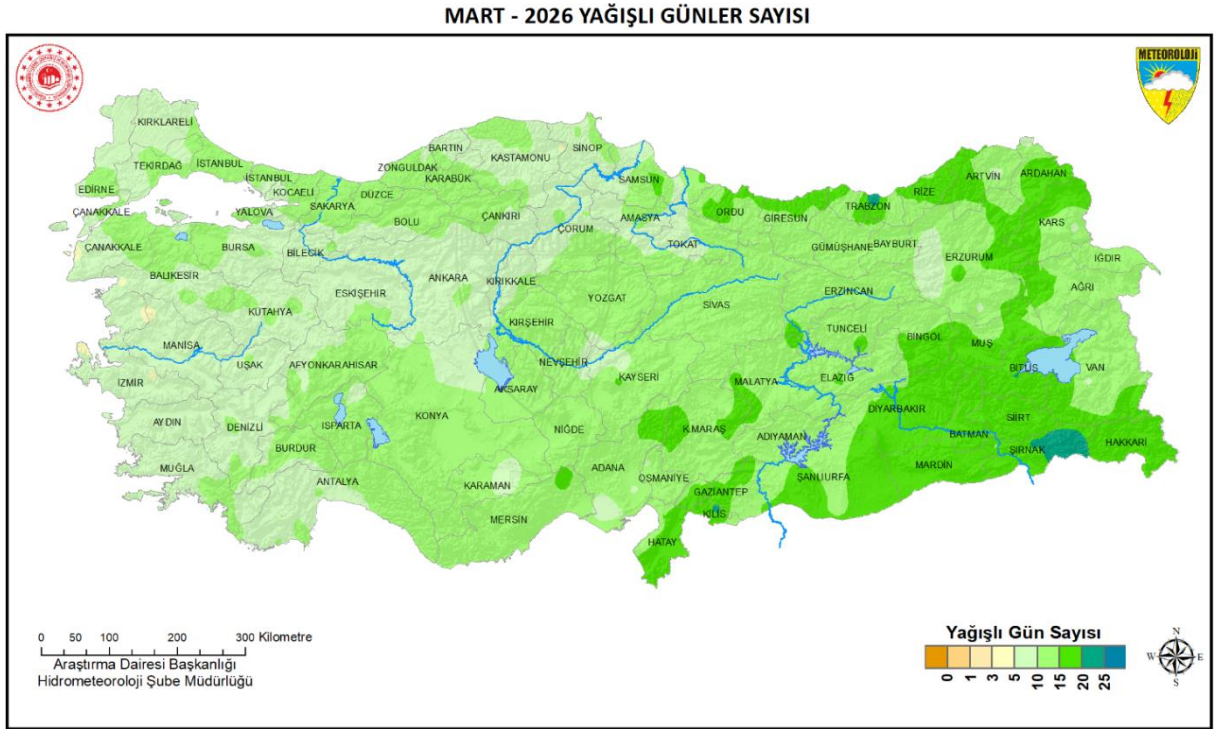 MART - 2026 YAĞIŞLI GÜNLER SAYISI
METEOROLOJİ
KIRKLARELİ
TEKİRDAĞ
İSTANBUL
EDİRNE
İSTANBUL
KOCAELİ
ÇANAKKALE
YALOVA
SAKARYA
DÜZCE
ZONGULDAK
BARTIN
KARABÜK
KASTAMONU
SİNOP
SAMSUN
ORDU
GİRESUN
TRABZON
RİZE
ARTVİN
ARDAHAN
KARS
ÇANAKKALE
BURSA
BİLECİK
BOLU
ÇANKIRI
ÇORUM
AMASYA
TOKAT
GÜMÜŞHANE
BAYBURT
ERZURUM
IĞDIR
AĞRI
BALIKESİR
KÜTAHYA
ESKİŞEHİR
ANKARA
KIRIKKALE
YOZGAT
SİVAS
ERZİNCAN
TUNCELİ
BİNGÖL
MUŞ
BİTLİS
VAN
MANİSA
UŞAK
AFYONKARAHİSAR
KIRŞEHİR
NEVŞEHİR
KAYSERİ
MALATYA
ELAZIĞ
İZMİR
AKSARAY
KONYA
NİĞDE
K.MARAŞ
ADIYAMAN
DİYARBAKIR
SİİRT
BATMAN
ŞIRNAK
HAKKARİ
AYDIN
DENİZLİ
ISPARTA
BURDUR
MUĞLA
ANTALYA
KARAMAN
MERSİN
ADANA
OSMANİYE
GAZİANTEP
KİLİS
HATAY
ŞANLIURFA
MARDİN
0 50 100 200 300 Kilometre
Araştırma Dairesi Başkanlığı
Hidrometeoroloji Şube Müdürlüğü
Yağışlı Gün Sayısı
0 1 3 5 10 15 20 25
N
W E
S